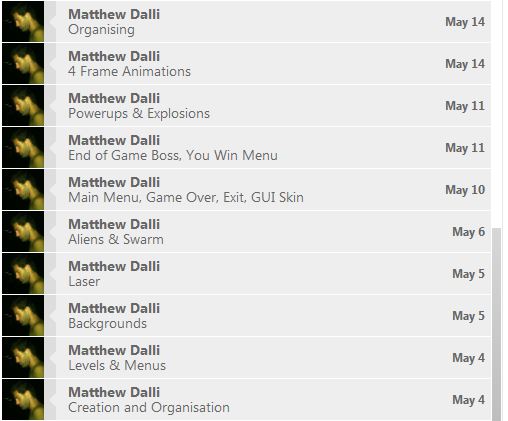 Matthew Dalli
Organising
May 14
Matthew Dalli
4 Frame Animations
May 14
Matthew Dalli
Powerups & Explosions
May 11
Matthew Dalli
End of Game Boss, You Win Menu
May 11
Matthew Dalli
Main Menu, Game Over, Exit, GUI Skin
May 10
Matthew Dalli
Aliens & Swarm
May 6
Matthew Dalli
Laser
May 5
Matthew Dalli
Backgrounds
May 5
Matthew Dalli
Levels & Menus
May 4
Matthew Dalli
Creation and Organisation
May 4